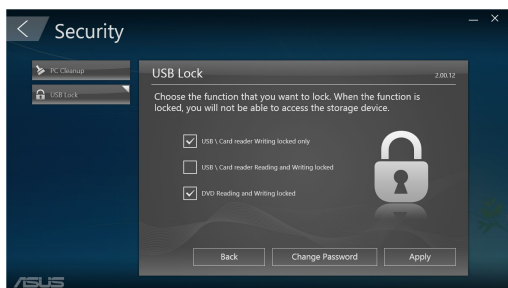 Security
PC Cleanup
USB Lock
USB Lock
2.00.12
Choose the function that you want to lock. When the function is
locked, you will not be able to access the storage device.
USB \ Card reader Writing locked only
USB \ Card reader Reading and Writing locked
DVD Reading and Writing locked
Back
Change Password
Apply
ASUS